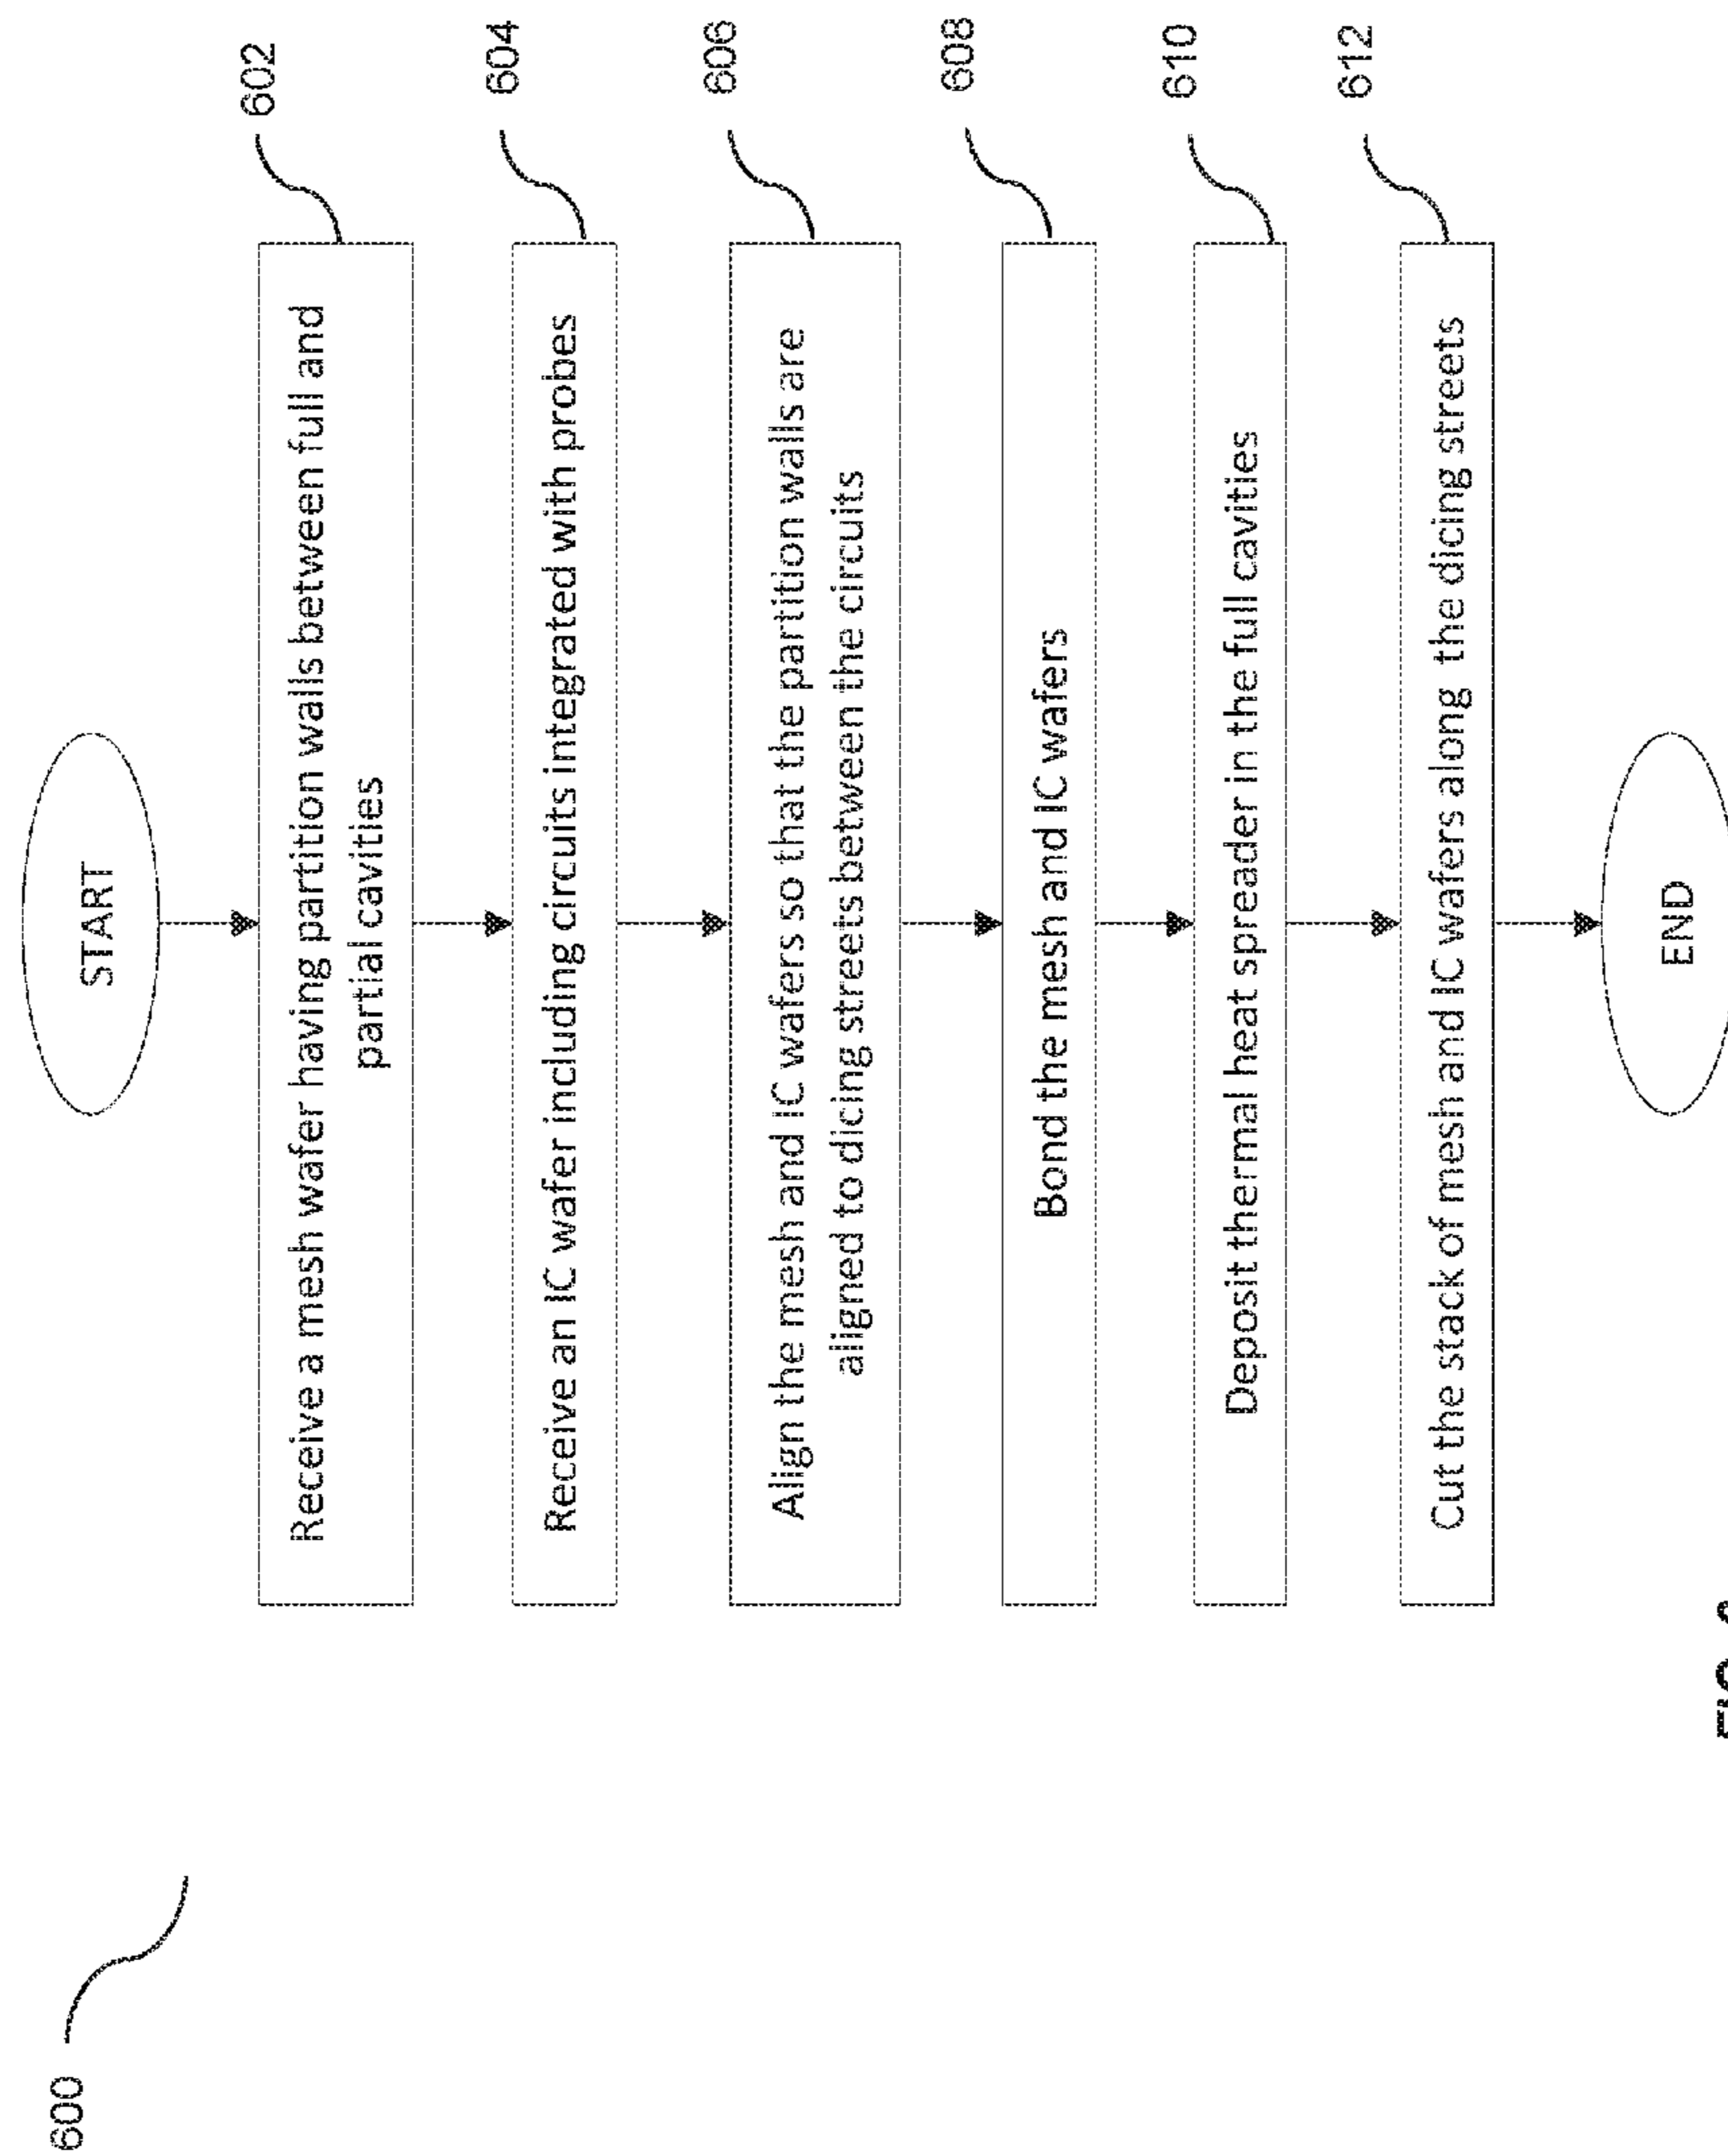 600
START
Receive a mesh wafer having partition walls between full and
partial cavities
602
Receive an IC wafer including circuits integrated with probes
604
Align the mesh and IC wafers so that the partition walls are
aligned to dicing streets between the circuits
606
Bond the mesh and IC wafers
608
Deposit thermal heat spreader in the full cavities
610
Cut the stack of mesh and IC wafers along the dicing streets
612
END